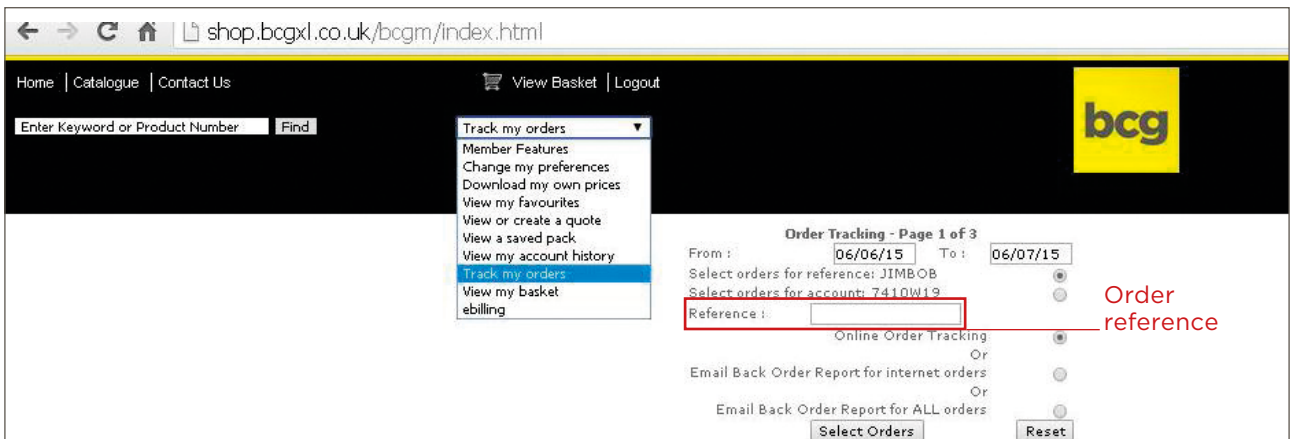 shop.bcgxl.co.uk/bcgm/index.html
Home | Catalogue | Contact Us
View Basket | Logout
Enter Keyword or Product Number Find
bcg
Track my orders
Member Features
Change my preferences
Download my own prices
View my favourites
View or create a quote
View a saved pack
View my account history
Track my orders
View my basket
ebilling
Order Tracking - Page 1 of 3
From : 06/06/15 To : 06/07/15
Select orders for reference: JIMBOB
Select orders for account: 7410W19
Reference :
Order
reference
Online Order Tracking
Or
Email Back Order Report for internet orders
Or
Email Back Order Report for ALL orders
Select Orders Reset